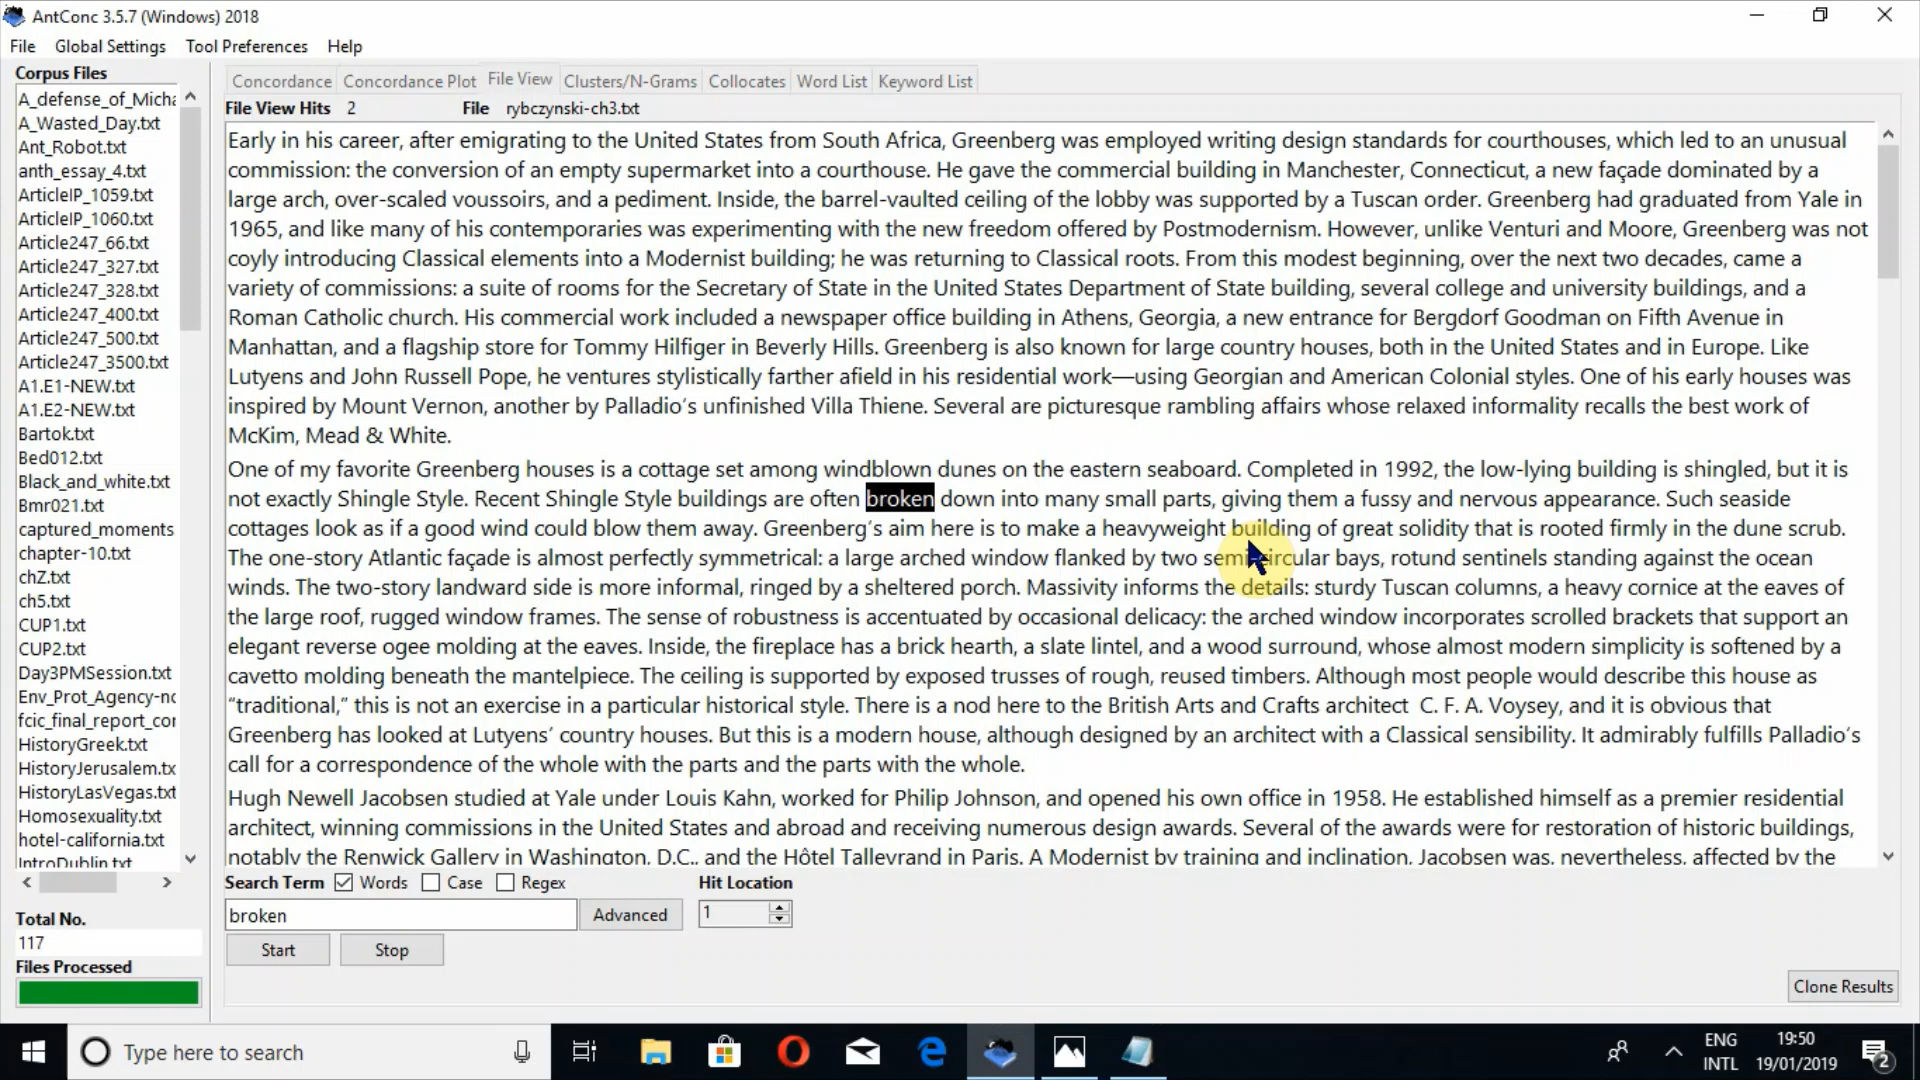 AntConc 3.5.7 (Windows) 2018
File Global Settings Tool Preferences Help
Corpus Files
A_defense_of_Micha
A_Wasted_Day.txt
Ant_Robot.txt
anth_essay_4.txt
ArticleIP_1059.txt
ArticleIP_1060.txt
Article247_66.txt
Article247_327.txt
Article247_328.txt
Article247_400.txt
Article247_500.txt
Article247_3500.txt
A1.E1-NEW.txt
A1.E2-NEW.txt
Bartok.txt
Bed012.txt
Black_and_white.txt
Bmr021.txt
captured_moments
chapter-10.txt
chZ.txt
ch5.txt
CUP1.txt
CUP2.txt
Day3PMSession.txt
Env_Prot_Agency-nc
fcic_final_report_cor
HistoryGreek.txt
HistoryJerusalem.tx
HistoryLasVegas.txt
Homosexuality.txt
hotel-california.txt
IntroDublin.txt
Total No.
117
Files Processed
Concordance Concordance Plot File View Clusters/N-Grams Collocates Word List Keyword List
File View Hits 2 File rybczynski-ch3.txt
Early in his career, after emigrating to the United States from South Africa, Greenberg was employed writing design standards for courthouses, which led to an unusual
commission: the conversion of an empty supermarket into a courthouse. He gave the commercial building in Manchester, Connecticut, a new façade dominated by a
large arch, over-scaled voussoirs, and a pediment. Inside, the barrel-vaulted ceiling of the lobby was supported by a Tuscan order. Greenberg had graduated from Yale in
1965, and like many of his contemporaries was experimenting with the new freedom offered by Postmodernism. However, unlike Venturi and Moore, Greenberg was not
coyly introducing Classical elements into a Modernist building; he was returning to Classical roots. From this modest beginning, over the next two decades, came a
variety of commissions: a suite of rooms for the Secretary of State in the United States Department of State building, several college and university buildings, and a
Roman Catholic church. His commercial work included a newspaper office building in Athens, Georgia, a new entrance for Bergdorf Goodman on Fifth Avenue in
Manhattan, and a flagship store for Tommy Hilfiger in Beverly Hills. Greenberg is also known for large country houses, both in the United States and in Europe. Like
Lutyens and John Russell Pope, he ventures stylistically farther afield in his residential work—using Georgian and American Colonial styles. One of his early houses was
inspired by Mount Vernon, another by Palladio’s unfinished Villa Thiene. Several are picturesque rambling affairs whose relaxed informality recalls the best work of
McKim, Mead & White.
One of my favorite Greenberg houses is a cottage set among windblown dunes on the eastern seaboard. Completed in 1992, the low-lying building is shingled, but it is
not exactly Shingle Style. Recent Shingle Style buildings are often broken down into many small parts, giving them a fussy and nervous appearance. Such seaside
cottages look as if a good wind could blow them away. Greenberg’s aim here is to make a heavyweight building of great solidity that is rooted firmly in the dune scrub.
The one-story Atlantic façade is almost perfectly symmetrical: a large arched window flanked by two semicircular bays, rotund sentinels standing against the ocean
winds. The two-story landward side is more informal, ringed by a sheltered porch. Massivity informs the details: sturdy Tuscan columns, a heavy cornice at the eaves of
the large roof, rugged window frames. The sense of robustness is accentuated by occasional delicacy: the arched window incorporates scrolled brackets that support an
elegant reverse ogee molding at the eaves. Inside, the fireplace has a brick hearth, a slate lintel, and a wood surround, whose almost modern simplicity is softened by a
cavetto molding beneath the mantelpiece. The ceiling is supported by exposed trusses of rough, reused timbers. Although most people would describe this house as
“traditional,” this is not an exercise in a particular historical style. There is a nod here to the British Arts and Crafts architect C. F. A. Voysey, and it is obvious that
Greenberg has looked at Lutyens’ country houses. But this is a modern house, although designed by an architect with a Classical sensibility. It admirably fulfills Palladio’s
call for a correspondence of the whole with the parts and the parts with the whole.
Hugh Newell Jacobsen studied at Yale under Louis Kahn, worked for Philip Johnson, and opened his own office in 1958. He established himself as a premier residential
architect, winning commissions in the United States and abroad and receiving numerous design awards. Several of the awards were for restoration of historic buildings,
notably the Renwick Gallery in Washington, D.C., and the Hôtel Talleyrand in Paris. A Modernist by training and inclination, Jacobsen was, nevertheless, affected by the
Search Term Words Case Regex Hit Location
broken Advanced 1
Start Stop
Clone Results
Type here to search
ENG 19:50
INTL 19/01/2019 2